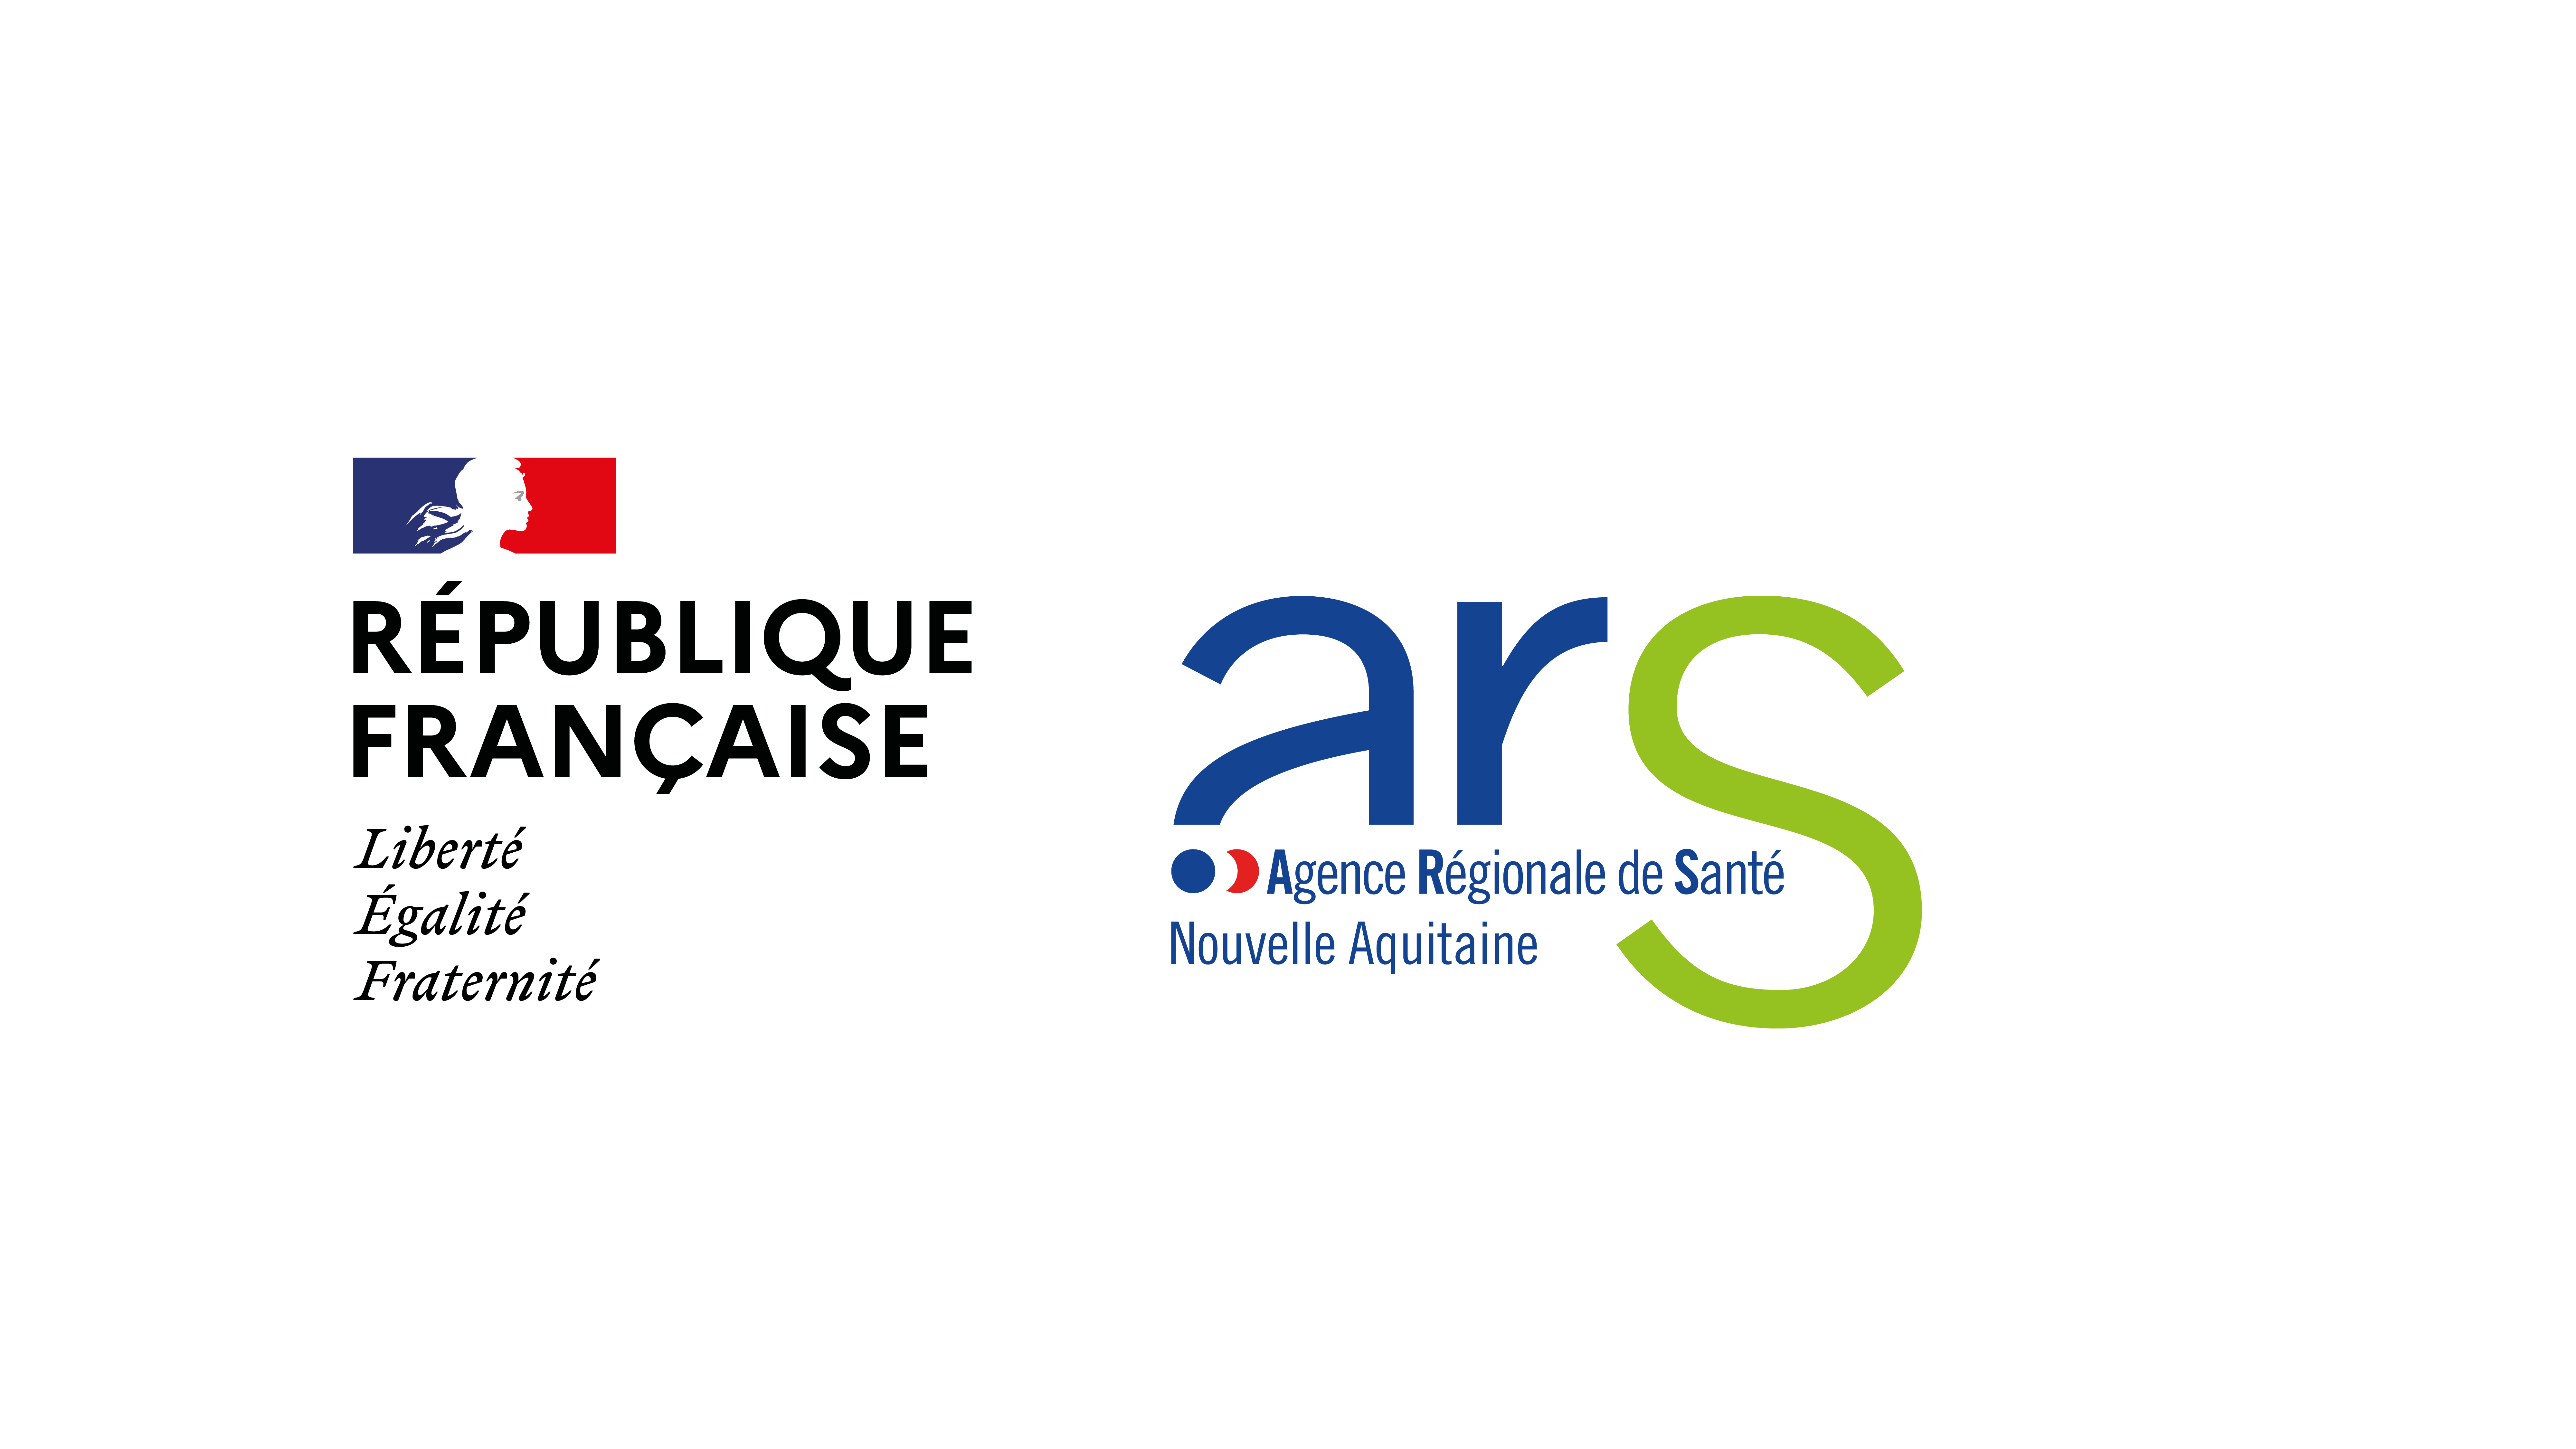 RÉPUBLIQUE
FRANÇAISE
Liberté
Égalité
Fraternité
ars
Agence Régionale de Santé
Nouvelle Aquitaine